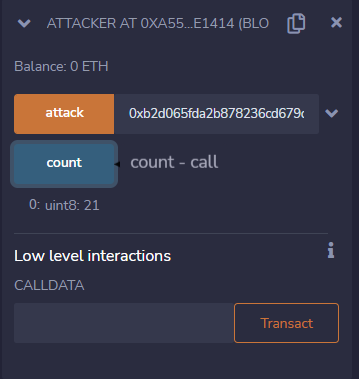 ATTACKER AT 0XA55...E1414 (BLO
Balance: 0 ETH
attack 0xb2d065fda2b878236cd679c
count count - call
0: uint8: 21
Low level interactions
CALLDATA
Transact